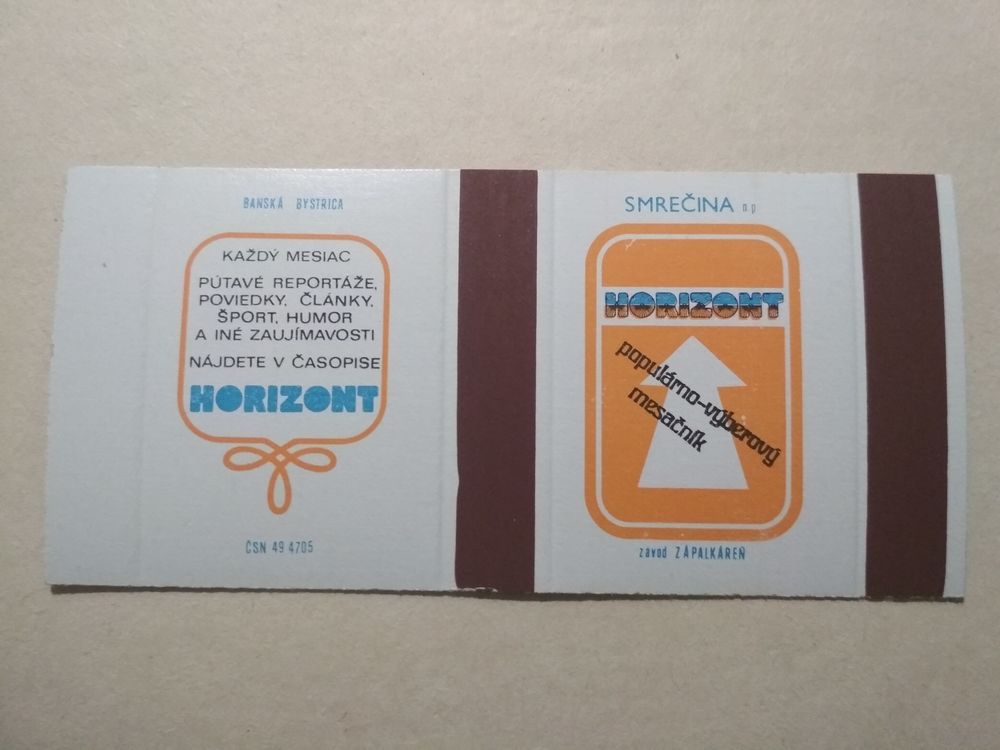 BANSKÁ BYSTRICA
KAŽDÝ MESIAC
PÚTAVÉ REPORTÁŽE,
POVIEDKY, ČLÁNKY,
ŠPORT, HUMOR
A INÉ ZAUJÍMAVOSTI
NÁJDETE V ČASOPISE
HORIZONT
ČSN 49 4705
SMREČINA n p
HORIZONT
populárno-výberový
mesačník
závod ZÁPALKÁREŇ